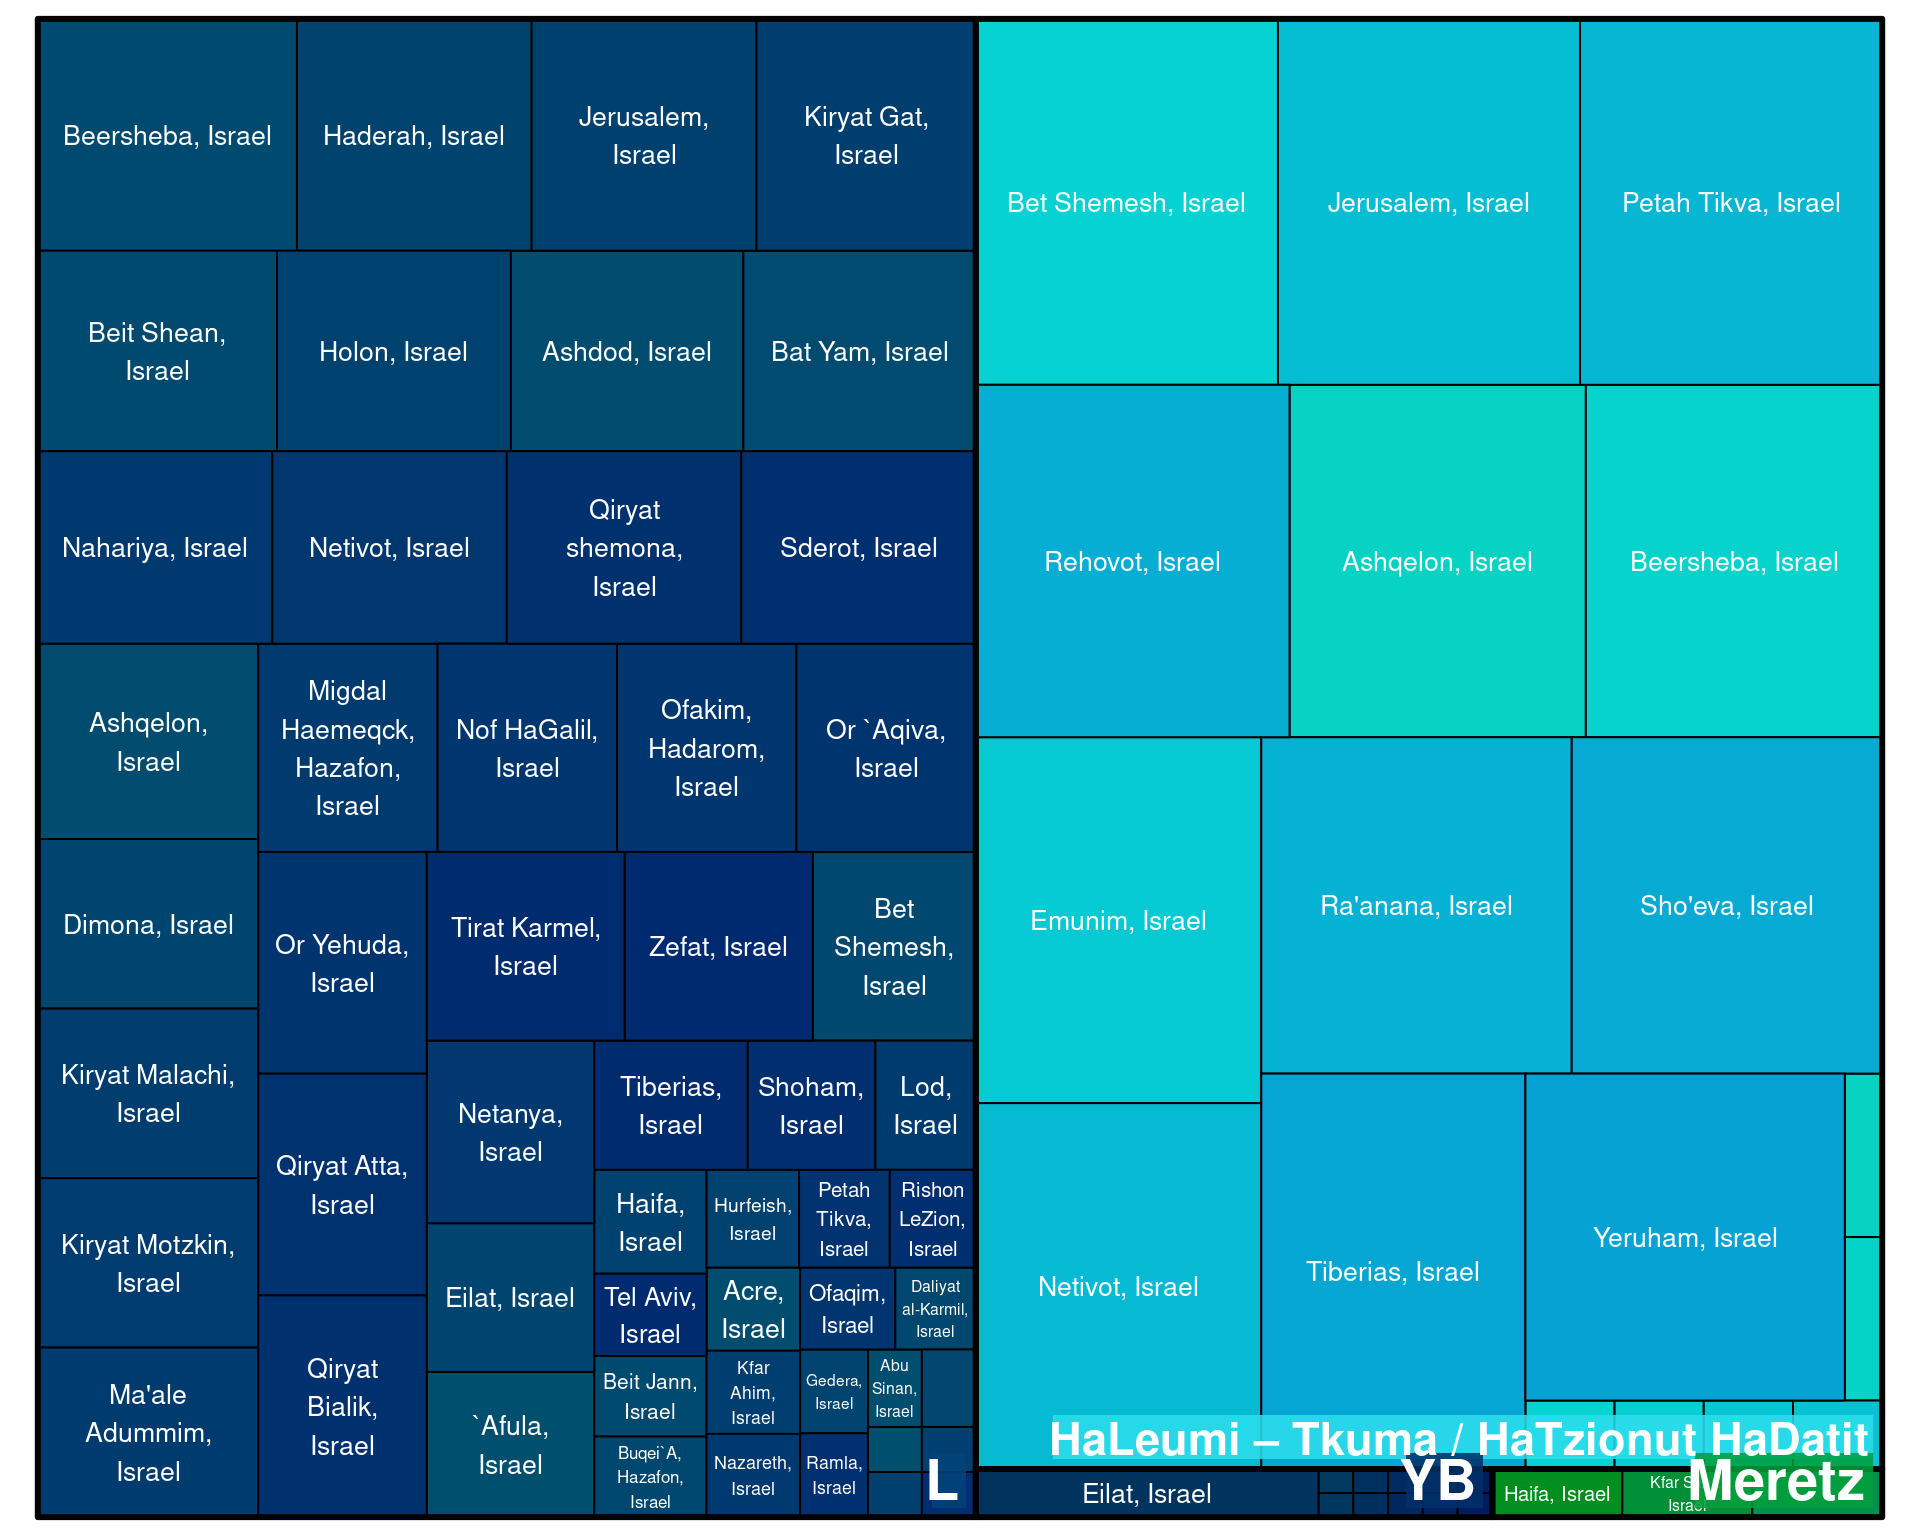 Beersheba, Israel
Haderah, Israel
Jerusalem,
Israel
Kiryat Gat,
Israel
Beit Shean,
Israel
Holon, Israel
Ashdod, Israel
Bat Yam, Israel
Nahariya, Israel
Netivot, Israel
Qiryat
shemona,
Israel
Sderot, Israel
Ashqelon,
Israel
Migdal
Haemeqck,
Hazafon,
Israel
Nof HaGalil,
Israel
Ofakim,
Hadarom,
Israel
Or `Aqiva,
Israel
Dimona, Israel
Or Yehuda,
Israel
Tirat Karmel,
Israel
Zefat, Israel
Bet
Shemesh,
Israel
Kiryat Malachi,
Israel
Qiryat Atta,
Israel
Netanya,
Israel
Tiberias,
Israel
Shoham,
Israel
Lod,
Israel
Kiryat Motzkin,
Israel
Eilat, Israel
Haifa,
Israel
Hurfeish,
Israel
Petah
Tikva,
Israel
Rishon
LeZion,
Israel
Tel Aviv,
Israel
Acre,
Israel
Ofaqim,
Israel
Daliyat
al-Karmil,
Israel
Ma'ale
Adummim,
Israel
Qiryat
Bialik,
Israel
`Afula,
Israel
Beit Jann,
Israel
Kfar
Ahim,
Israel
Gedera,
Israel
Abu
Sinan,
Israel
Buqei`A,
Hazafon,
Israel
Nazareth,
Israel
Ramla,
Israel
L
Bet Shemesh, Israel
Jerusalem, Israel
Petah Tikva, Israel
Rehovot, Israel
Ashqelon, Israel
Beersheba, Israel
Emunim, Israel
Ra'anana, Israel
Sho'eva, Israel
Netivot, Israel
Tiberias, Israel
Yeruham, Israel
HaLeumi – Tkuma / HaTzionut HaDatit
Eilat, Israel
YB
Haifa, Israel
Kfar
Israel
Meretz